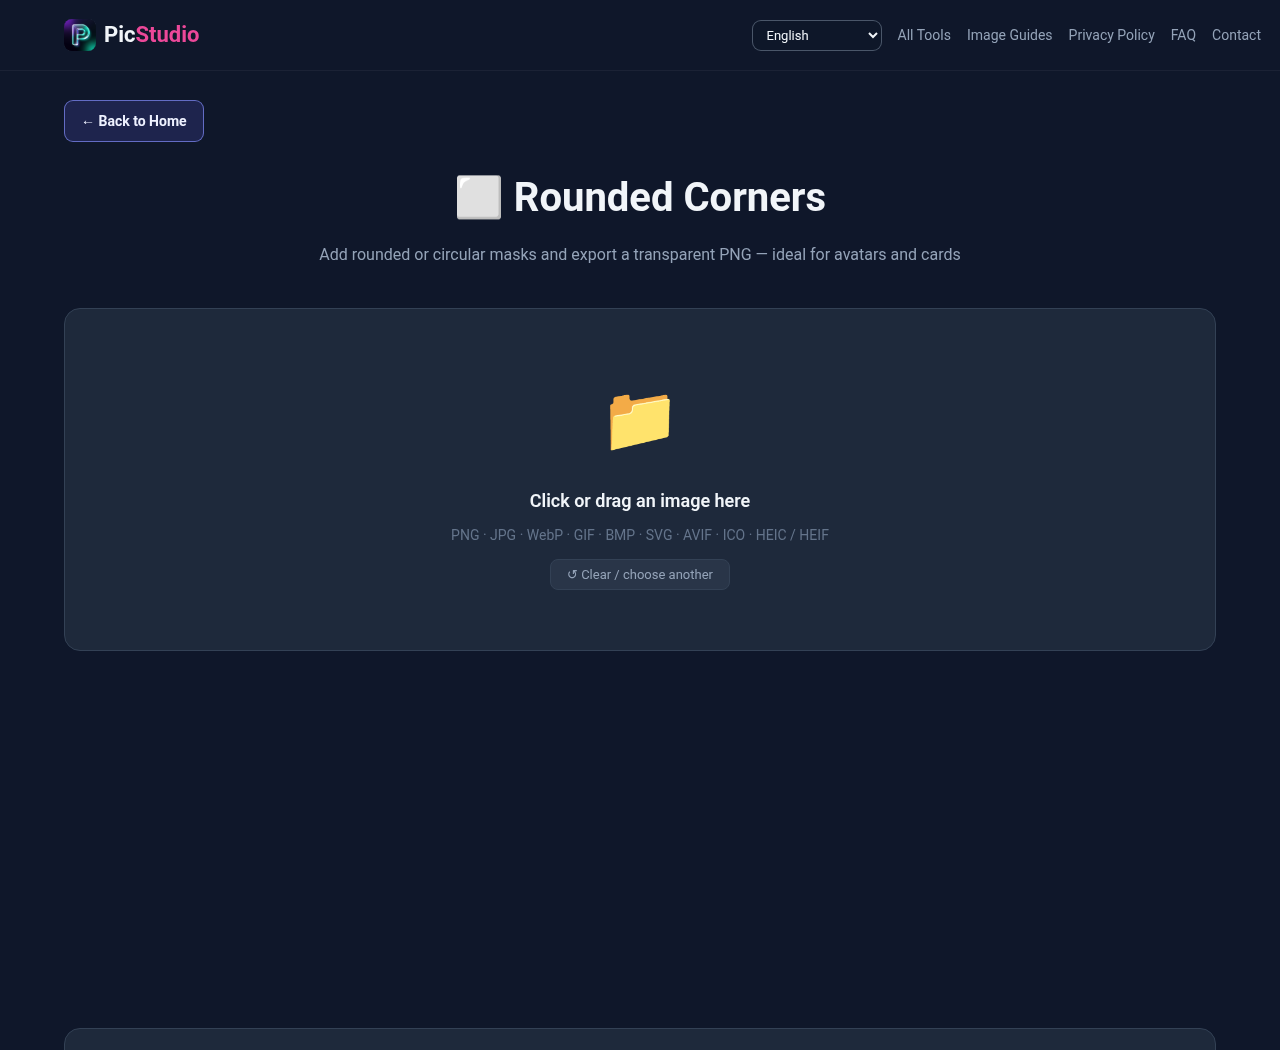 PicStudio
English
All Tools
Image Guides
Privacy Policy
FAQ
Contact
← Back to Home
Rounded Corners
Add rounded or circular masks and export a transparent PNG — ideal for avatars and cards
Click or drag an image here
PNG · JPG · WebP · GIF · BMP · SVG · AVIF · ICO · HEIC / HEIF
↺ Clear / choose another